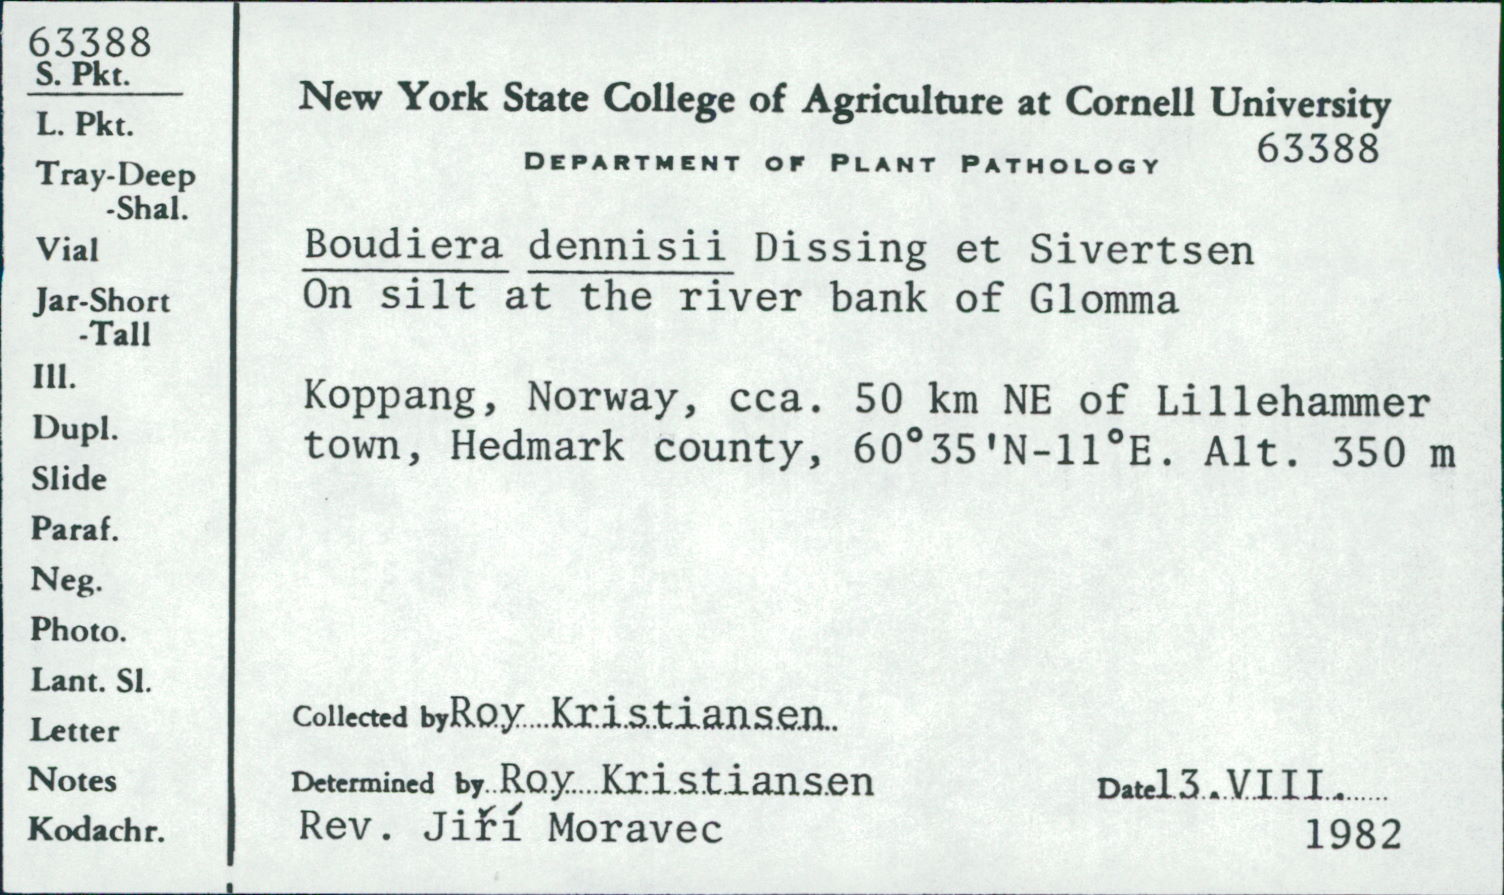 63388
S. Pkt.
L. Pkt.
Tray-Deep
-Shal.
Vial
Jar-Short
-Tall
Ill.
Dupl.
Slide
Paraf.
Neg.
Photo.
Lant. Sl.
Letter
Notes
Kodachr.
New York State College of Agriculture at Cornell University
DEPARTMENT OF PLANT PATHOLOGY 63388
Boudiera dennisii Dissing et Sivertsen
On silt at the river bank of Glomma
Koppang, Norway, cca. 50 km NE of Lillehammer
town, Hedmark county, 60°35'N-11°E. Alt. 350 m
Collected by Roy Kristiansen
Determined by Roy Kristiansen Date 13.VIII.
Rev. Jiří Moravec 1982